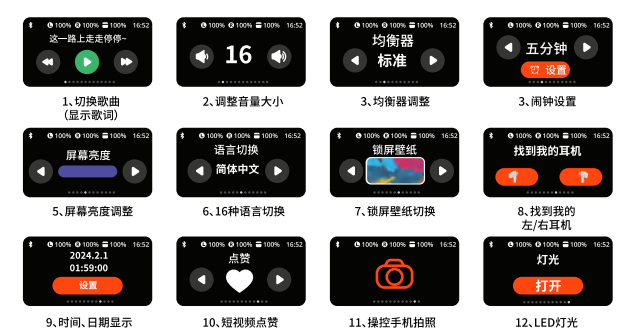 100% 100% 100% 16:52
这一路上走走停停~
1、切换歌曲
(显示歌词)
100% 100% 100% 16:52
16
2、调整音量大小
100% 100% 100% 16:52
均衡器
标准
3、均衡器调整
100% 100% 100% 16:52
五分钟
设置
3、闹钟设置
100% 100% 100% 16:52
屏幕亮度
5、屏幕亮度调整
100% 100% 100% 16:52
语言切换
简体中文
6、16种语言切换
100% 100% 100% 16:52
锁屏壁纸
7、锁屏壁纸切换
100% 100% 100% 16:52
找到我的耳机
8、找到我的
左/右耳机
100% 100% 100% 16:52
2024.2.1
01:59:00
设置
9、时间、日期显示
100% 100% 100% 16:52
点赞
10、短视频点赞
100% 100% 100% 16:52
11、操控手机拍照
100% 100% 100% 16:52
灯光
打开
12、LED灯光